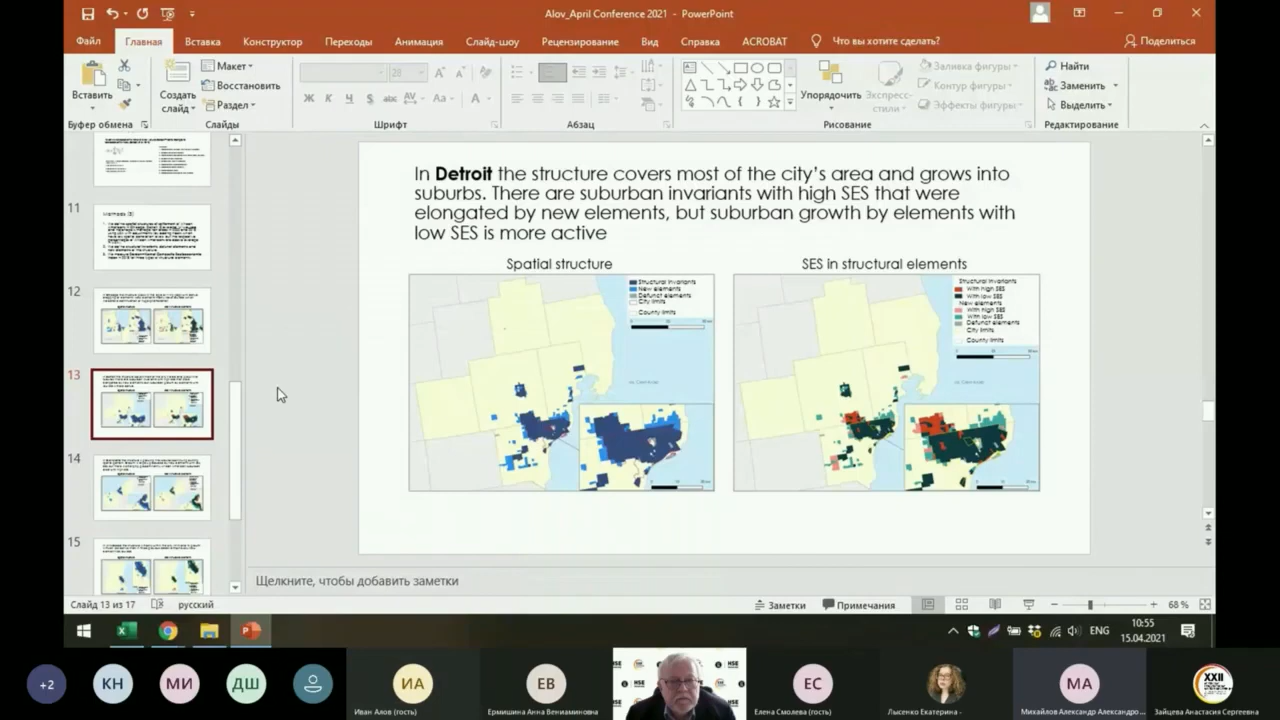 Alov_April Conference 2021 - PowerPoint
Файл Главная Вставка Конструктор Переходы Анимация Слайд-шоу Рецензирование Вид Справка ACROBAT Что вы хотите сделать? Поделиться
Вставить
Создать слайд
Макет
Восстановить
Раздел
28
Ж К Ч S abc AV Aa A
Упорядочить
Экспресс-стили
Заливка фигуры
Контур фигуры
Эффекты фигуры
Найти
Заменить
Выделить
Буфер обмена Слайды Шрифт Абзац Рисование Редактирование
11
12
13
14
15
In Detroit the structure covers most of the city's area and grows into
suburbs. There are suburban invariants with high SES that were
elongated by new elements, but suburban growth by elements with
low SES is more active
Spatial structure
Structural invariants
New elements
Defunct elements
City limits
County limits
SES in structural elements
Structural invariants
With high SES
With low SES
New elements
With high SES
With low SES
Defunct elements
City limits
County limits
Щелкните, чтобы добавить заметки
Слайд 13 из 17 русский Заметки Примечания 68 %
ENG 10:55
15.04.2021
+2 КН МИ ДШ ИА ЕВ ЕС МА XXII
HSE
Иван Алов (гость) Ермишина Анна Вениаминовна Елена Смолева (гость) Лысенко Екатерина - Михайлов Александр Александро... Зайцева Анастасия Сергеевна